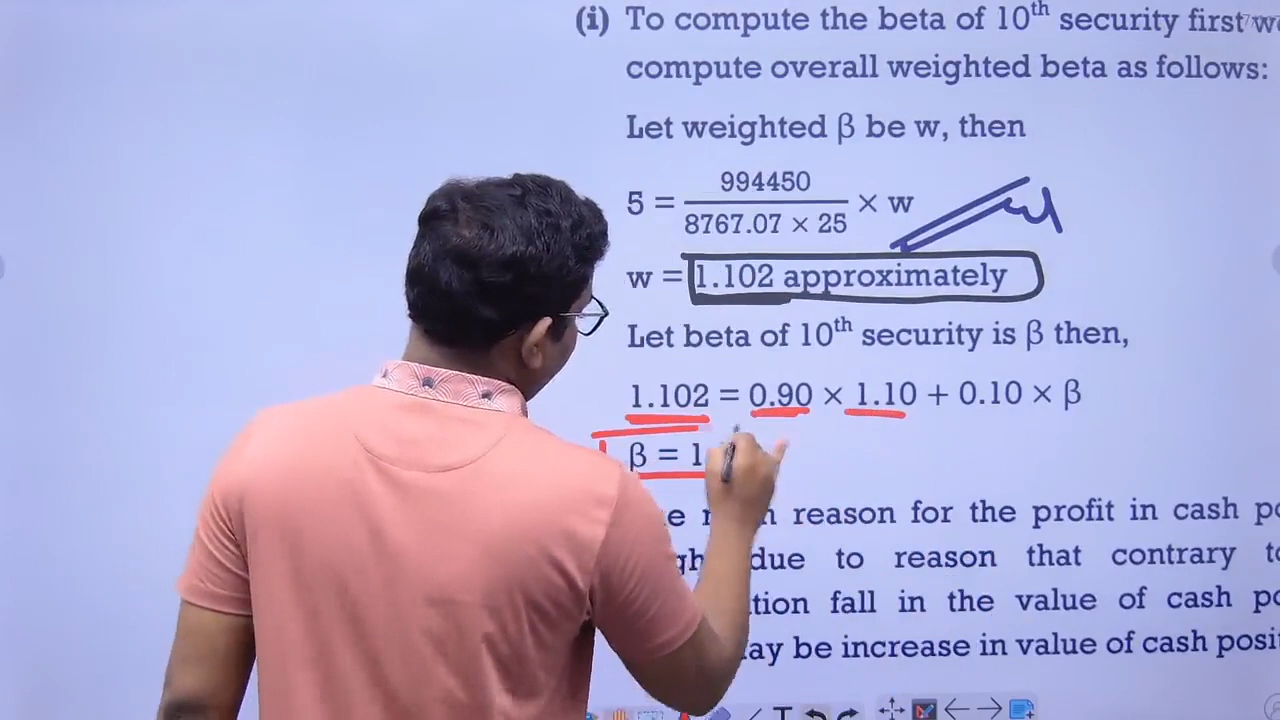 (i) To compute the beta of 10th security first
compute overall weighted beta as follows:
Let weighted β be w, then
5 = 994450 / 8767.07 × 25 × w
w
w = 1.102 approximately
Let beta of 10th security is β then,
1.102 = 0.90 × 1.10 + 0.10 × β
β = 1
reason for the profit in cash
due to reason that contrary
fall in the value of cash
be increase in value of cash